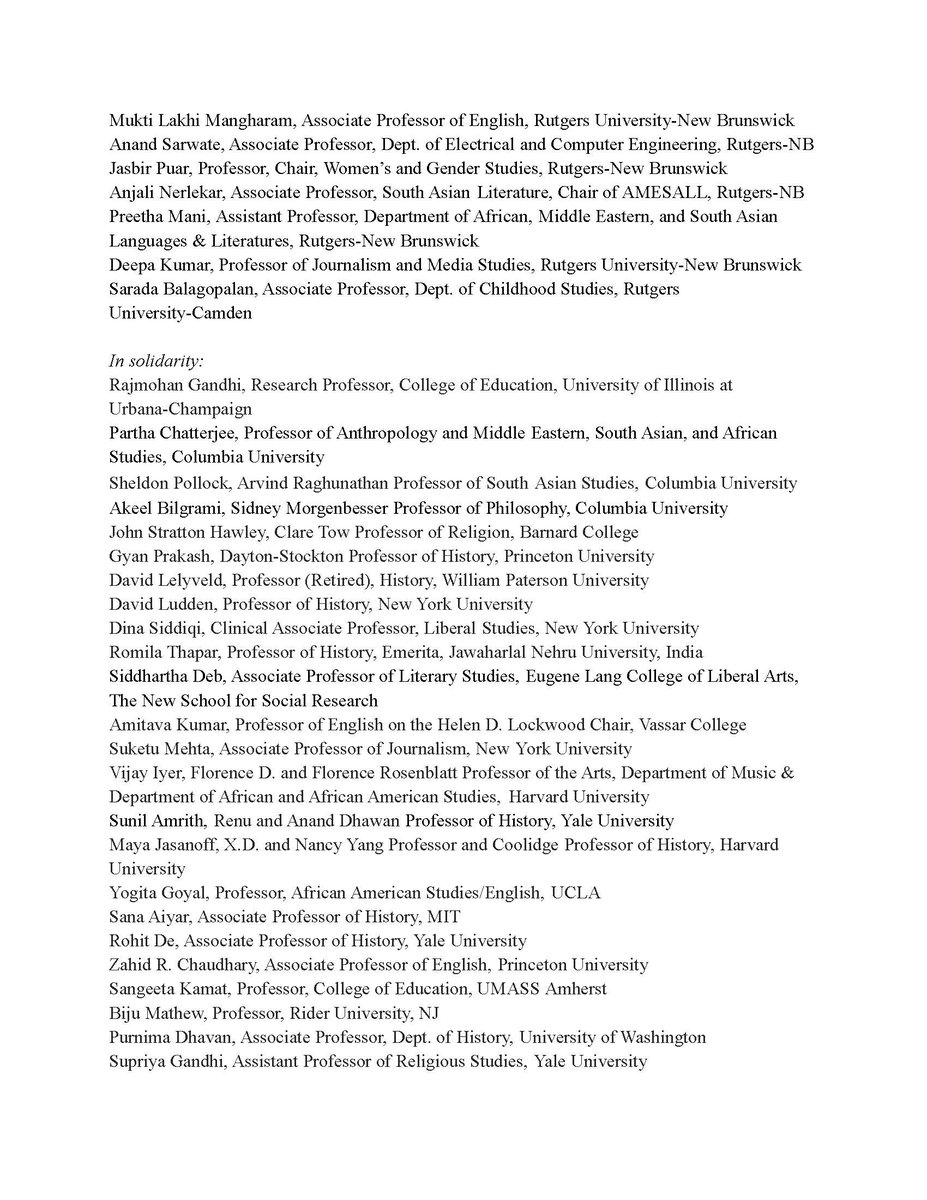 Mukti Lakhi Mangharam, Associate Professor of English, Rutgers University-New Brunswick
Anand Sarwate, Associate Professor, Dept. of Electrical and Computer Engineering, Rutgers-NB
Jasbir Puar, Professor, Chair, Women’s and Gender Studies, Rutgers-New Brunswick
Anjali Nerlekar, Associate Professor, South Asian Literature, Chair of AMESALL, Rutgers-NB
Preetha Mani, Assistant Professor, Department of African, Middle Eastern, and South Asian
Languages & Literatures, Rutgers-New Brunswick
Deepa Kumar, Professor of Journalism and Media Studies, Rutgers University-New Brunswick
Sarada Balagopalan, Associate Professor, Dept. of Childhood Studies, Rutgers
University-Camden
In solidarity:
Rajmohan Gandhi, Research Professor, College of Education, University of Illinois at
Urbana-Champaign
Partha Chatterjee, Professor of Anthropology and Middle Eastern, South Asian, and African
Studies, Columbia University
Sheldon Pollock, Arvind Raghunathan Professor of South Asian Studies, Columbia University
Akeel Bilgrami, Sidney Morgenbesser Professor of Philosophy, Columbia University
John Stratton Hawley, Clare Tow Professor of Religion, Barnard College
Gyan Prakash, Dayton-Stockton Professor of History, Princeton University
David Lelyveld, Professor (Retired), History, William Paterson University
David Ludden, Professor of History, New York University
Dina Siddiqi, Clinical Associate Professor, Liberal Studies, New York University
Romila Thapar, Professor of History, Emerita, Jawaharlal Nehru University, India
Siddhartha Deb, Associate Professor of Literary Studies, Eugene Lang College of Liberal Arts,
The New School for Social Research
Amitava Kumar, Professor of English on the Helen D. Lockwood Chair, Vassar College
Suketu Mehta, Associate Professor of Journalism, New York University
Vijay Iyer, Florence D. and Florence Rosenblatt Professor of the Arts, Department of Music &
Department of African and African American Studies, Harvard University
Sunil Amrith, Renu and Anand Dhawan Professor of History, Yale University
Maya Jasanoff, X.D. and Nancy Yang Professor and Coolidge Professor of History, Harvard
University
Yogita Goyal, Professor, African American Studies/English, UCLA
Sana Aiyar, Associate Professor of History, MIT
Rohit De, Associate Professor of History, Yale University
Zahid R. Chaudhary, Associate Professor of English, Princeton University
Sangeeta Kamat, Professor, College of Education, UMASS Amherst
Biju Mathew, Professor, Rider University, NJ
Purnima Dhavan, Associate Professor, Dept. of History, University of Washington
Supriya Gandhi, Assistant Professor of Religious Studies, Yale University